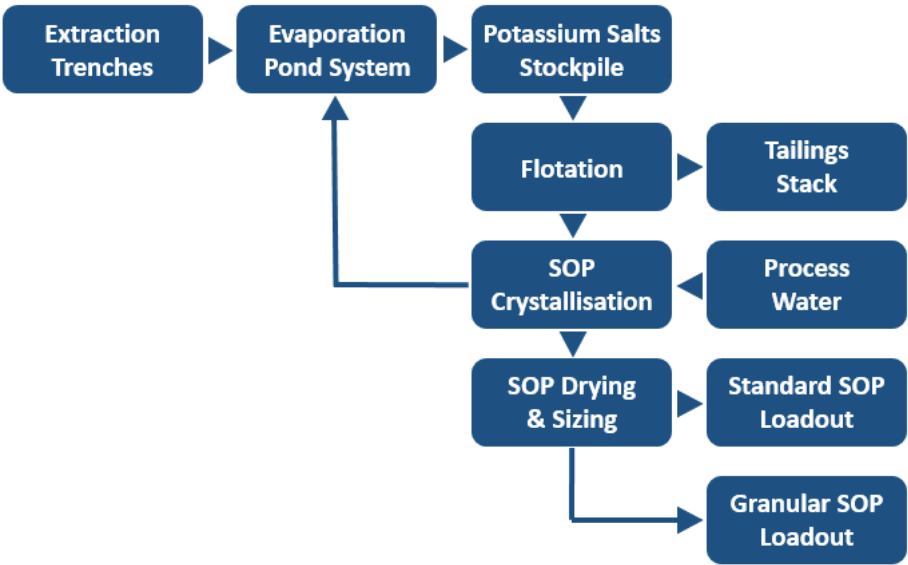 Extraction
Trenches
Evaporation
Pond System
Potassium Salts
Stockpile
Flotation
Tailings
Stack
SOP
Crystallisation
Process
Water
SOP Drying
& Sizing
Standard SOP
Loadout
Granular SOP
Loadout